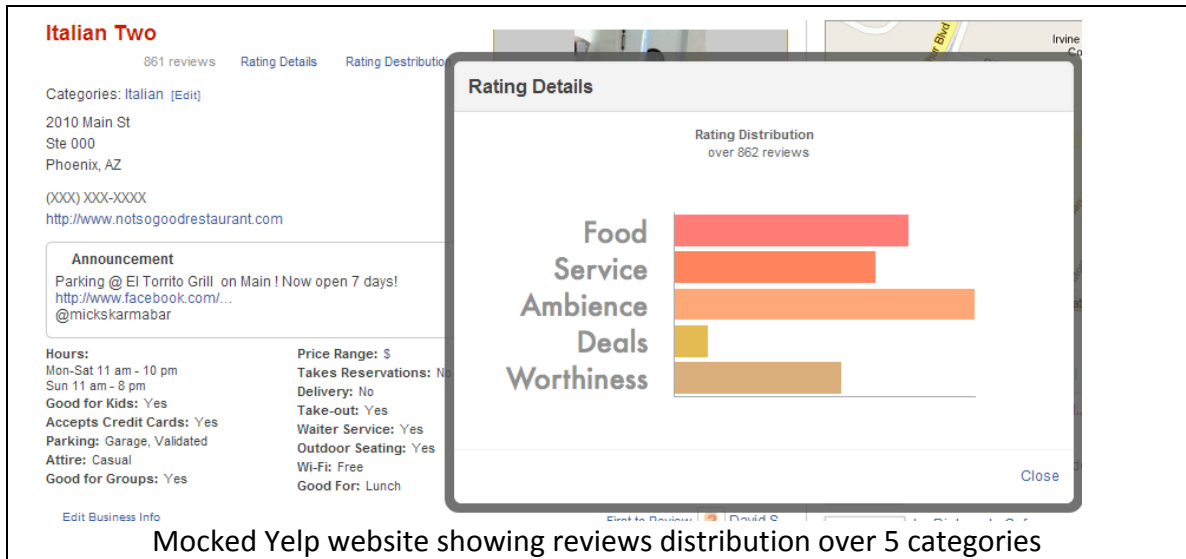 Italian Two
861 reviews Rating Details Rating Destribution
Categories: Italian [Edit]
2010 Main St
Ste 000
Phoenix, AZ
(XXX) XXX-XXXX
http://www.notsogoodrestaurant.com
Announcement
Parking @ El Torrito Grill on Main ! Now open 7 days!
http://www.facebook.com/...
@mickskarmabar
Hours:
Mon-Sat 11 am - 10 pm
Sun 11 am - 8 pm
Good for Kids: Yes
Accepts Credit Cards: Yes
Parking: Garage, Validated
Attire: Casual
Good for Groups: Yes
Price Range: $
Takes Reservations: No
Delivery: No
Take-out: Yes
Waiter Service: Yes
Outdoor Seating: Yes
Wi-Fi: Free
Good For: Lunch
Edit Business Info
First to Review David S.
Blvd
Irvine
Rating Details
Rating Distribution
over 862 reviews
Food
Service
Ambience
Deals
Worthiness
Close
Mocked Yelp website showing reviews distribution over 5 categories